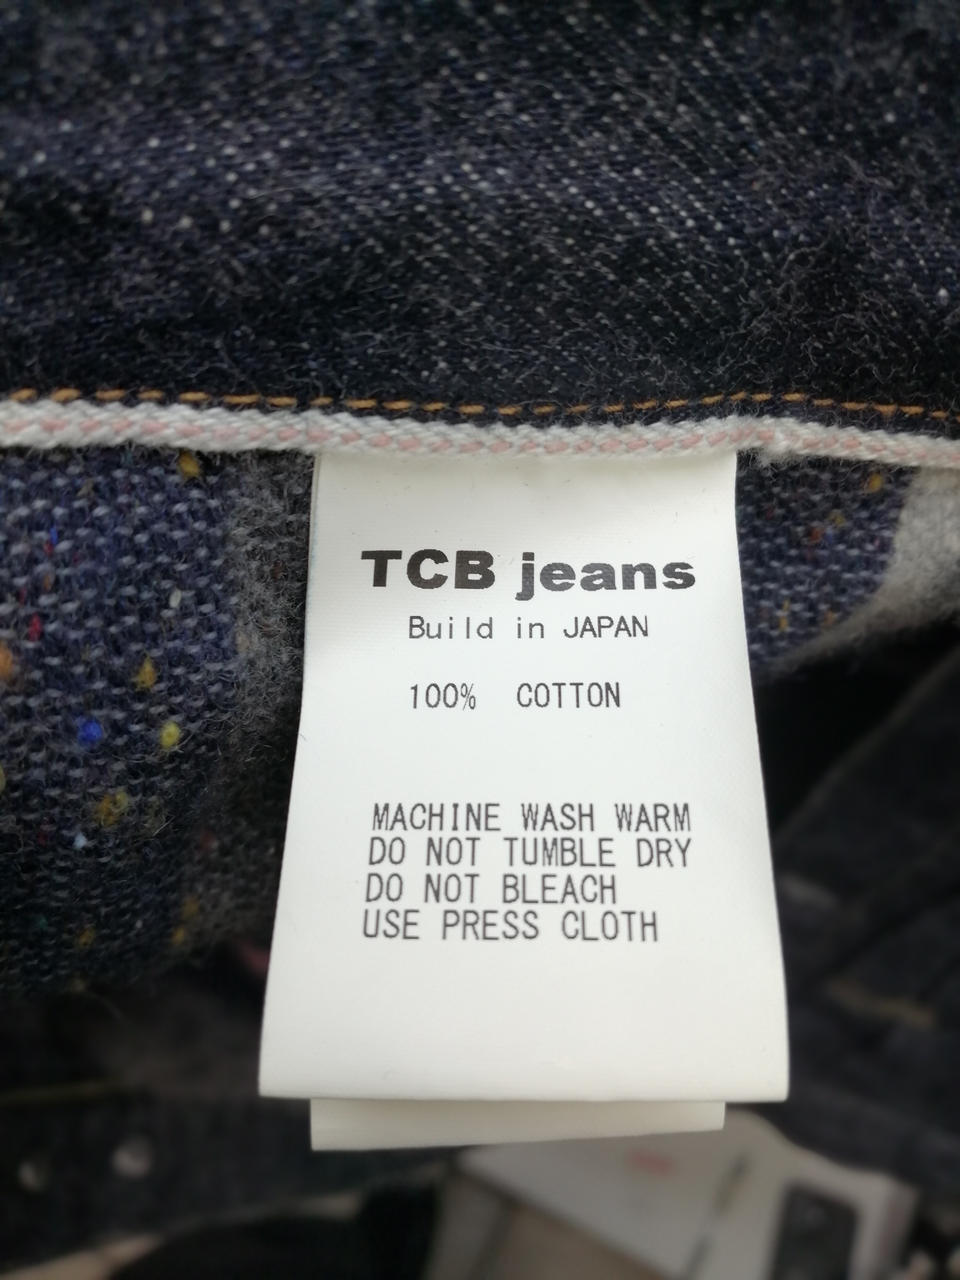 TCB jeans
Build in JAPAN
100% COTTON
MACHINE WASH WARM
DO NOT TUMBLE DRY
DO NOT BLEACH
USE PRESS CLOTH